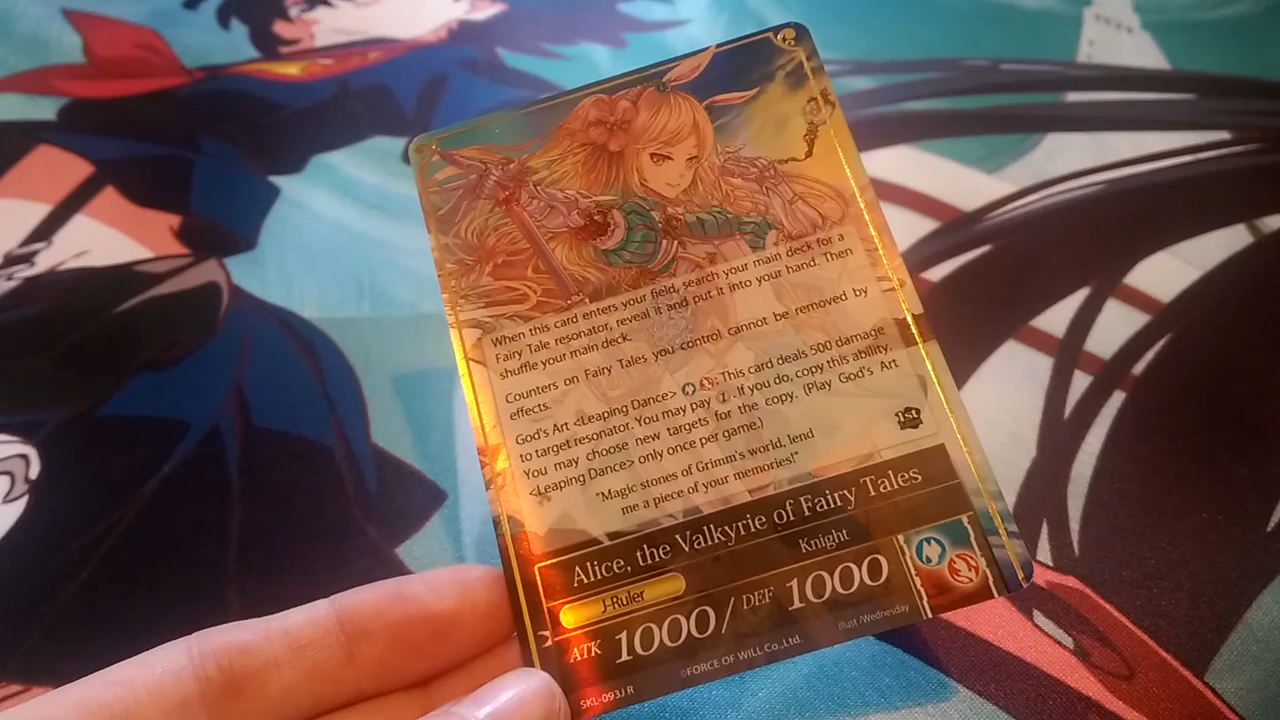 When this card enters your field, search your main deck for a
Fairy Tale resonator, reveal it and put it into your hand. Then
shuffle your main deck.
Counters on Fairy Tales you control cannot be removed by
effects.
God's Art <Leaping Dance> : This card deals 500 damage
to target resonator. You may pay 1. If you do, copy this ability.
You may choose new targets for the copy. (Play God's Art
<Leaping Dance> only once per game.)
1st
"Magic stones of Grimm's world, lend
me a piece of your memories!"
Alice, the Valkyrie of Fairy Tales
J-Ruler
Knight
ATK 1000 / DEF 1000
Illust /Wednesday
©FORCE OF WILL Co.,Ltd.
SKL-093J R